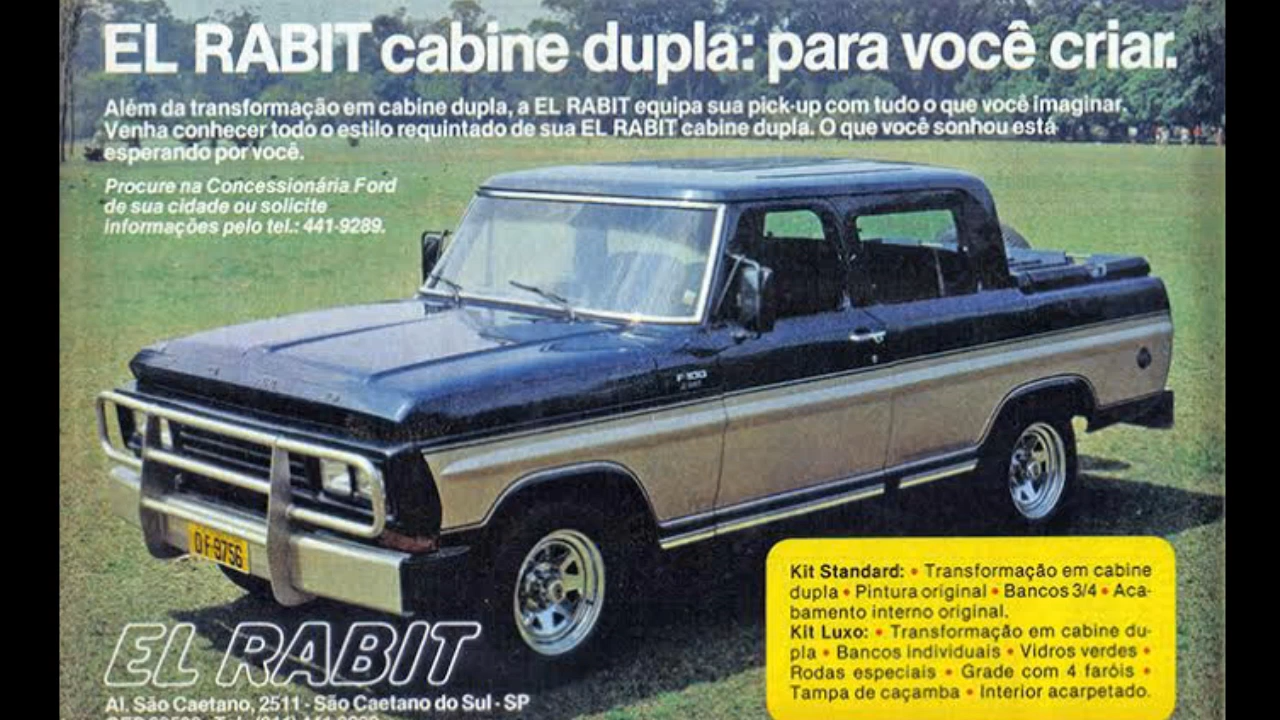 EL RABIT cabine dupla: para você criar.
Além da transformação em cabine dupla, a EL RABIT equipa sua pick-up com tudo o que você imaginar.
Venha conhecer todo o estilo requintado de sua EL RABIT cabine dupla. O que você sonhou está
esperando por você.
Procure na Concessionária Ford
de sua cidade ou solicite
informações pelo tel.: 441-9289.
F-100
OF-9756
Kit Standard: • Transformação em cabine
dupla • Pintura original • Bancos 3/4 • Aca-
bamento interno original.
Kit Luxo: • Transformação em cabine du-
pla • Bancos individuais • Vidros verdes •
Rodas especiais • Grade com 4 faróis •
Tampa de caçamba • Interior acarpetado.
EL RABIT
Al. São Caetano, 2511 - São Caetano do Sul - SP